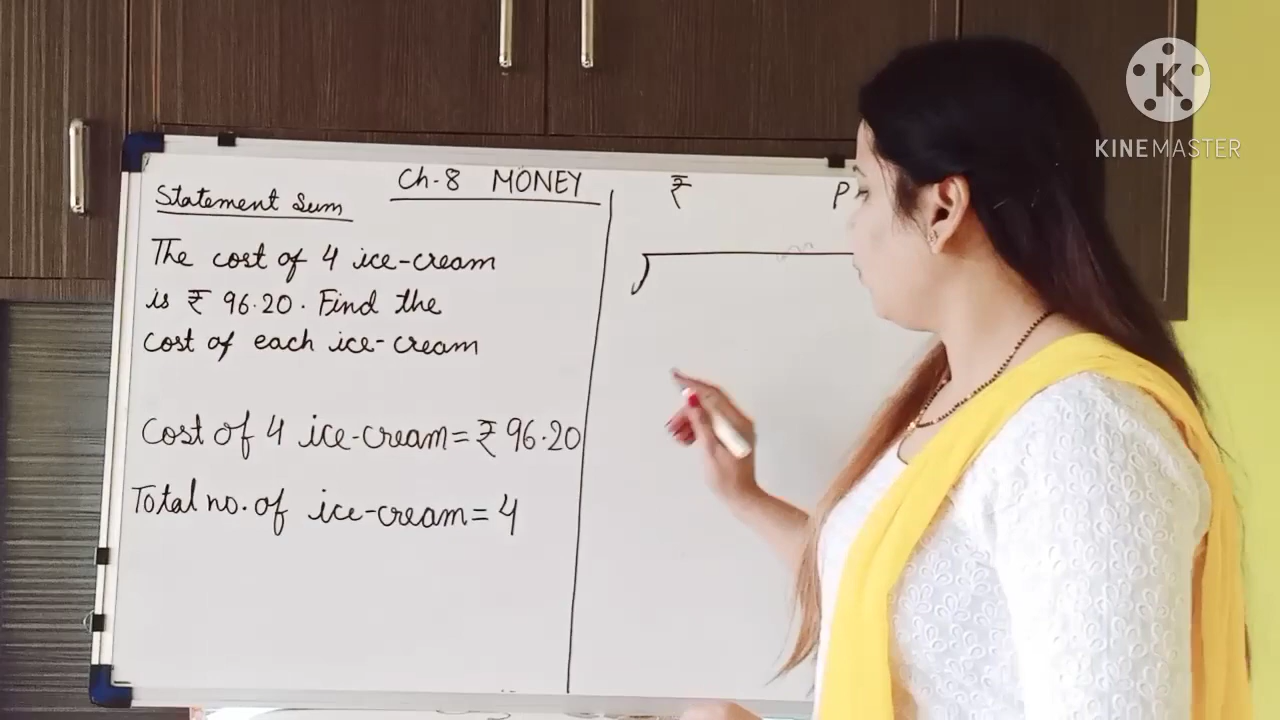 Ch-8 MONEY
Statement Sum
The cost of 4 ice-cream
is ₹ 96.20. Find the
cost of each ice-cream
Cost of 4 ice-cream = ₹ 96.20
Total no. of ice-cream = 4
₹ P
K
KINEMASTER